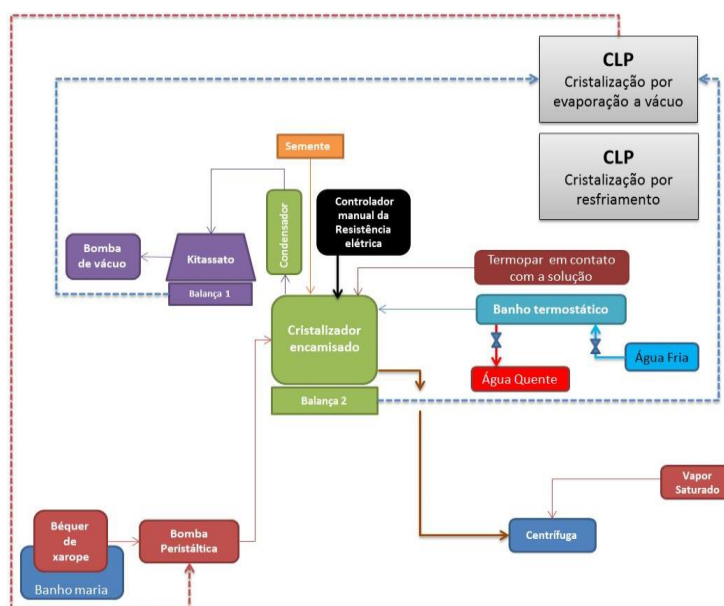 CLP
Cristalização por
evaporação a vácuo
CLP
Cristalização por
resfriamento
Semente
Controlador
manual da
Resistência
elétrica
Condensador
Bomba
de vácuo
Kitassato
Balança 1
Termopar em contato
com a solução
Banho termostático
Cristalizador
encamisado
Água Quente
Água Fria
Balança 2
Vapor
Saturado
Béquer
de
xarope
Bomba
Peristáltica
Centrífuga
Banho maria